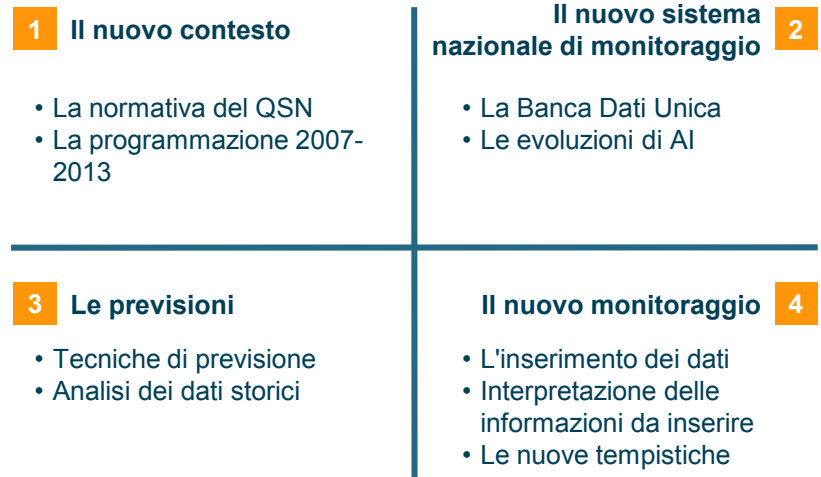 1 Il nuovo contesto
• La normativa del QSN
• La programmazione 2007-
2013
Il nuovo sistema
nazionale di monitoraggio 2
• La Banca Dati Unica
• Le evoluzioni di AI
3 Le previsioni
• Tecniche di previsione
• Analisi dei dati storici
Il nuovo monitoraggio 4
• L'inserimento dei dati
• Interpretazione delle
informazioni da inserire
• Le nuove tempistiche